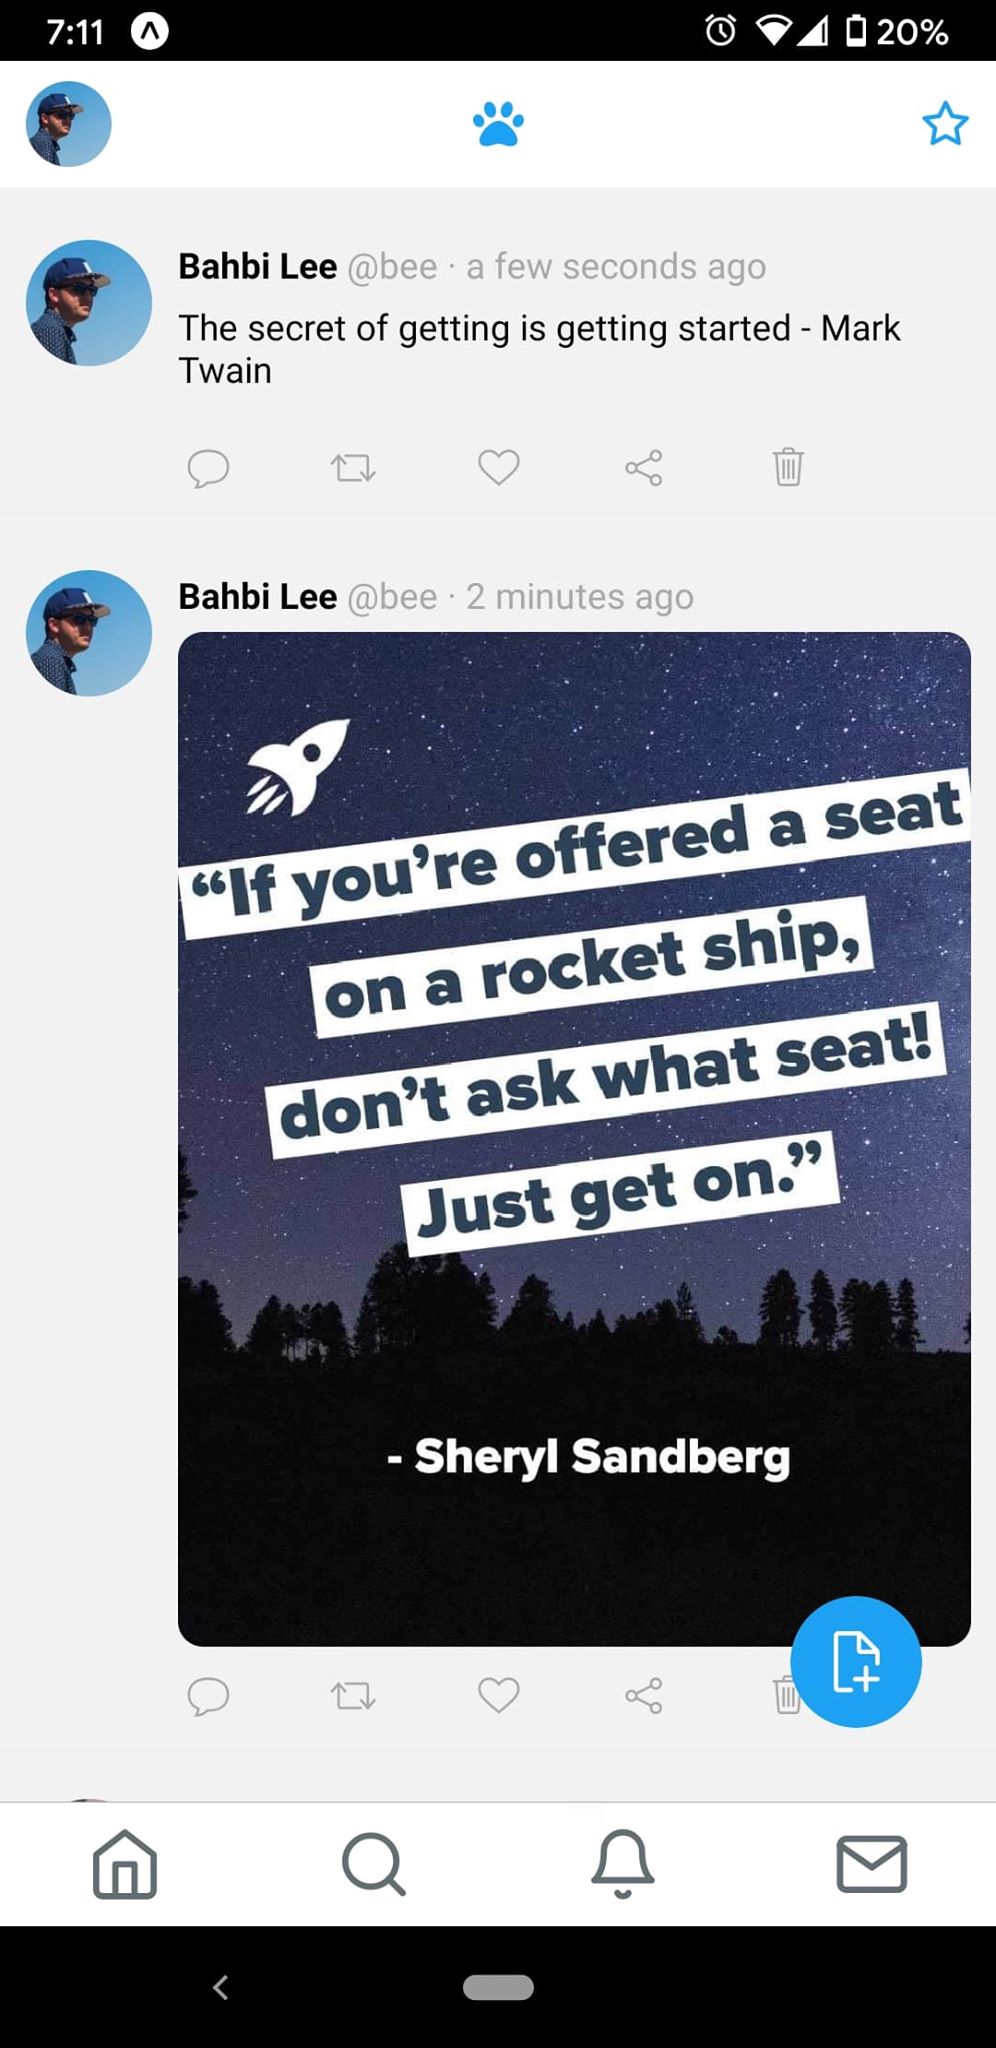 7:11 20%
Bahbi Lee @bee · a few seconds ago
The secret of getting is getting started - Mark
Twain
Bahbi Lee @bee · 2 minutes ago
“If you’re offered a seat
on a rocket ship,
don’t ask what seat!
Just get on.”
- Sheryl Sandberg